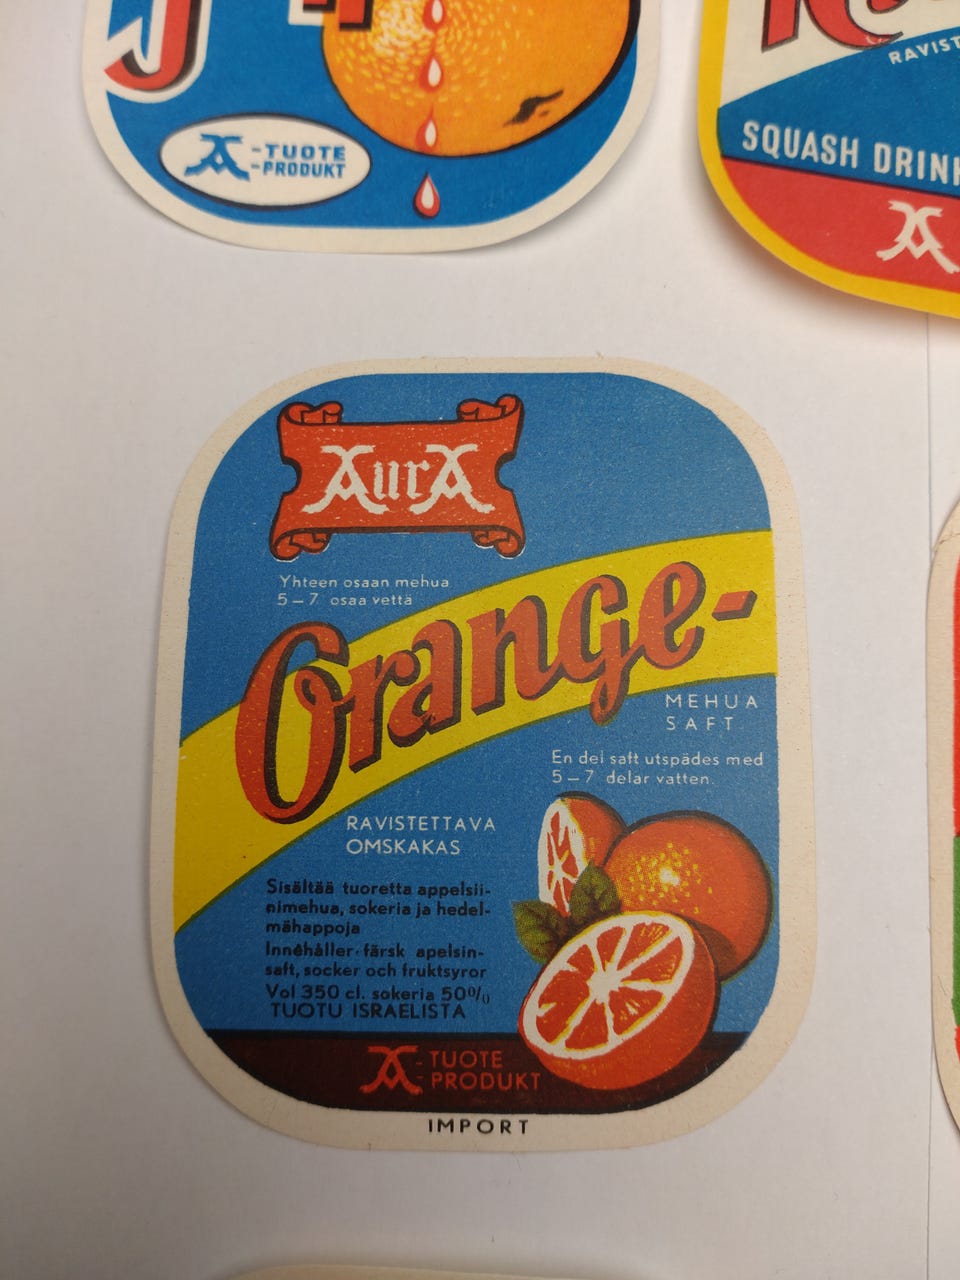 A-TUOTE
-PRODUKT
RAVIST
SQUASH DRINK
A
AurA
Yhteen osaan mehua
5–7 osaa vettä
Orange-
MEHUA
SAFT
En del saft utspädes med
5–7 delar vatten.
RAVISTETTAVA
OMSKAKAS
Sisältää tuoretta appelsii-
nimehua, sokeria ja hedel-
mähappoja
Innehåller färsk apelsin-
saft, socker och fruktsyror
Vol 350 cl. sokeria 50%
TUOTU ISRAELISTA
A-TUOTE
-PRODUKT
IMPORT